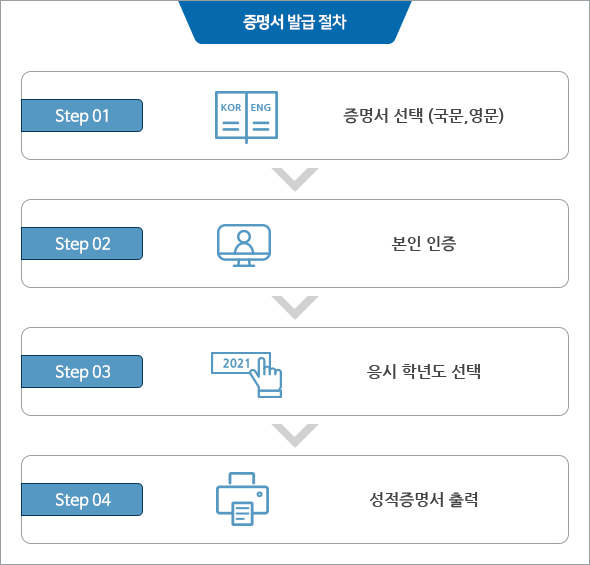 증명서 발급 절차
Step 01
KOR ENG
증명서 선택 (국문,영문)
Step 02
본인 인증
Step 03
2021
응시 학년도 선택
Step 04
성적증명서 출력